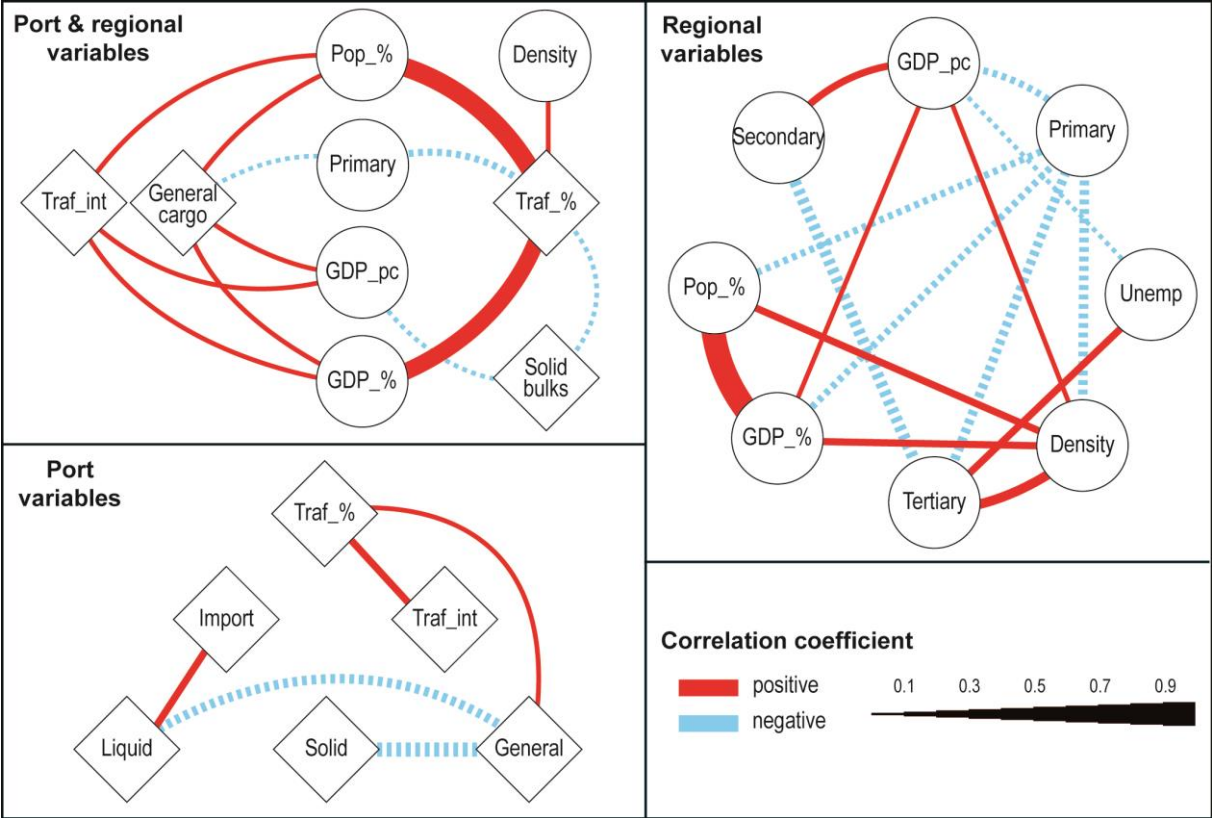 Port & regional
variables
Pop_%
Density
Primary
Traf_int
General
cargo
Traf_%
GDP_pc
GDP_%
Solid
bulks
Regional
variables
GDP_pc
Secondary
Primary
Pop_%
Unemp
GDP_%
Density
Tertiary
Port
variables
Traf_%
Import
Traf_int
Liquid
Solid
General
Correlation coefficient
positive
negative
0.1 0.3 0.5 0.7 0.9